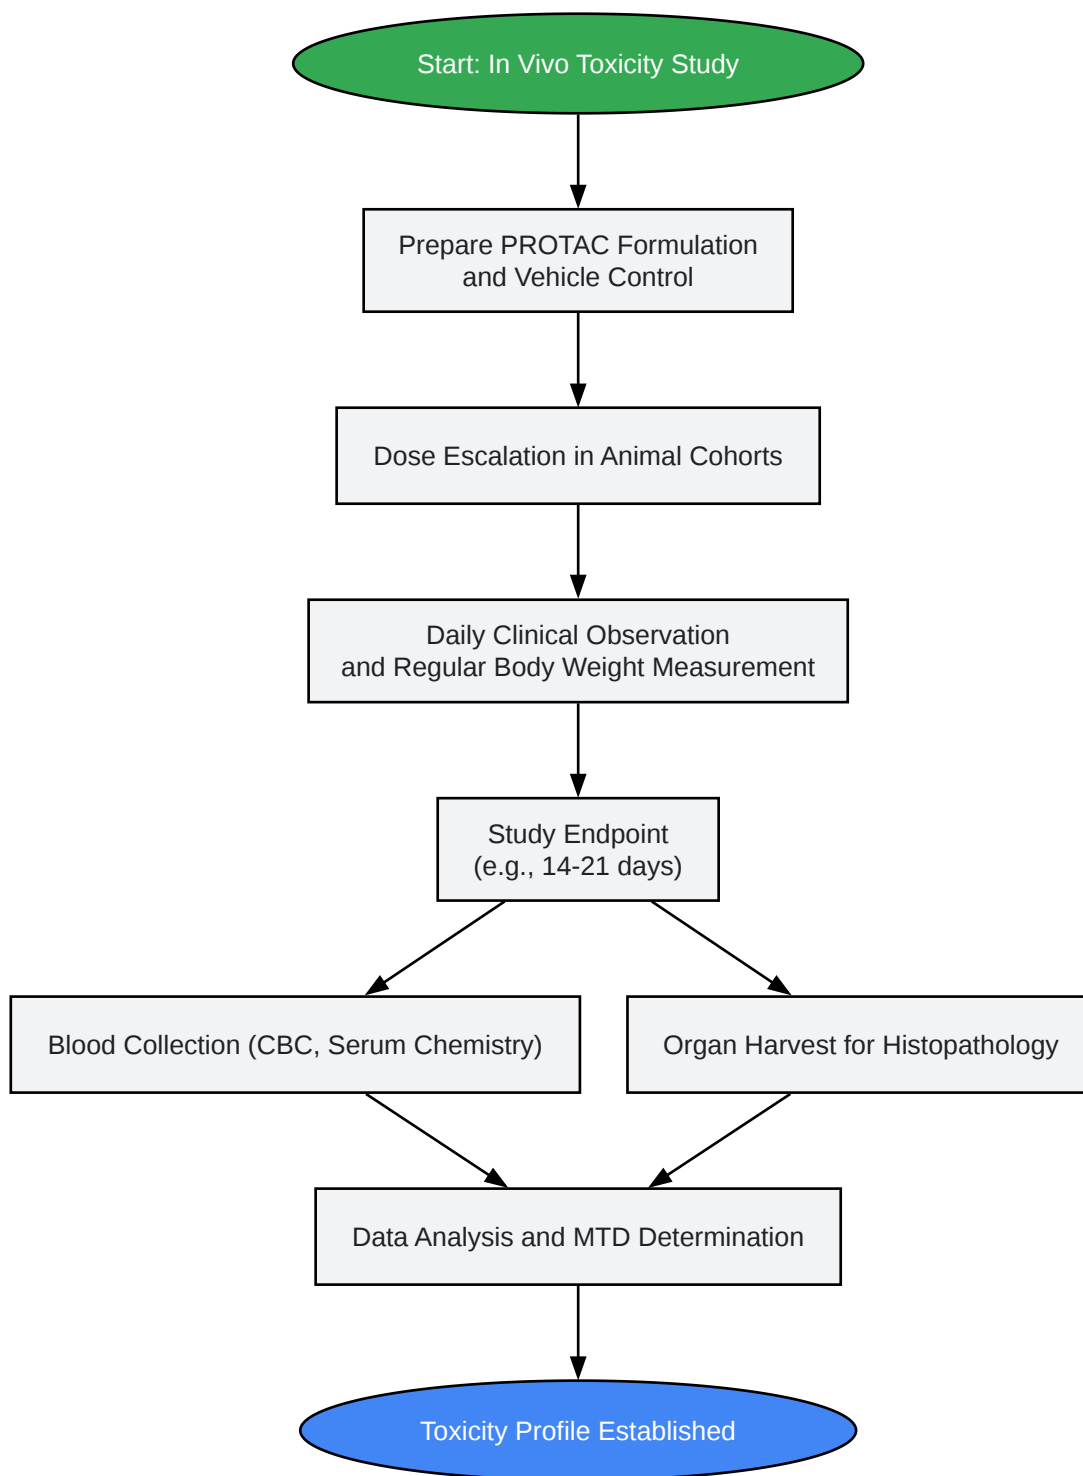 Start: In Vivo Toxicity Study
Prepare PROTAC Formulation
and Vehicle Control
Dose Escalation in Animal Cohorts
Daily Clinical Observation
and Regular Body Weight Measurement
Study Endpoint
(e.g., 14-21 days)
Blood Collection (CBC, Serum Chemistry)
Organ Harvest for Histopathology
Data Analysis and MTD Determination
Toxicity Profile Established